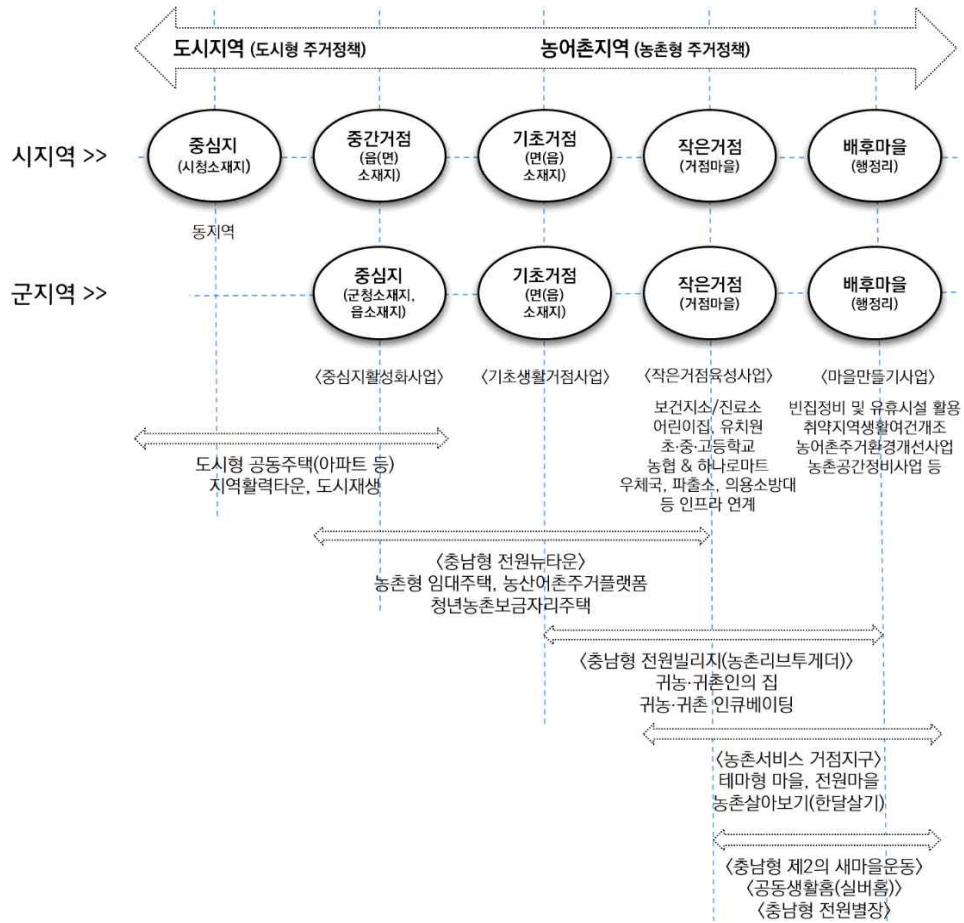 도시지역 (도시형 주거정책) 농어촌지역 (농촌형 주거정책)
시지역 >>
중심지
(시청소재지)
중간거점
(읍(면)
소재지)
기초거점
(면(읍)
소재지)
작은거점
(거점마을)
배후마을
(행정리)
동지역
군지역 >>
중심지
(군청소재지,
읍소재지)
기초거점
(면(읍)
소재지)
작은거점
(거점마을)
배후마을
(행정리)
〈중심지활성화사업〉
〈기초생활거점사업〉
〈작은거점육성사업〉
보건지소/진료소
어린이집, 유치원
초·중·고등학교
농협 & 하나로마트
우체국, 파출소, 의용소방대
등 인프라 연계
〈마을만들기사업〉
빈집정비 및 유휴시설 활용
취약지역생활여건개조
농어촌주거환경개선사업
농촌공간정비사업 등
도시형 공동주택(아파트 등)
지역활력타운, 도시재생
〈충남형 전원뉴타운〉
농촌형 임대주택, 농산어촌주거플랫폼
청년농촌보금자리주택
〈충남형 전원빌리지(농촌리브투게더)〉
귀농·귀촌인의 집
귀농·귀촌 인큐베이팅
〈농촌서비스 거점지구〉
테마형 마을, 전원마을
농촌살아보기(한달살기)
〈충남형 제2의 새마을운동〉
〈공동생활홈(실버홈)〉
〈충남형 전원별장〉